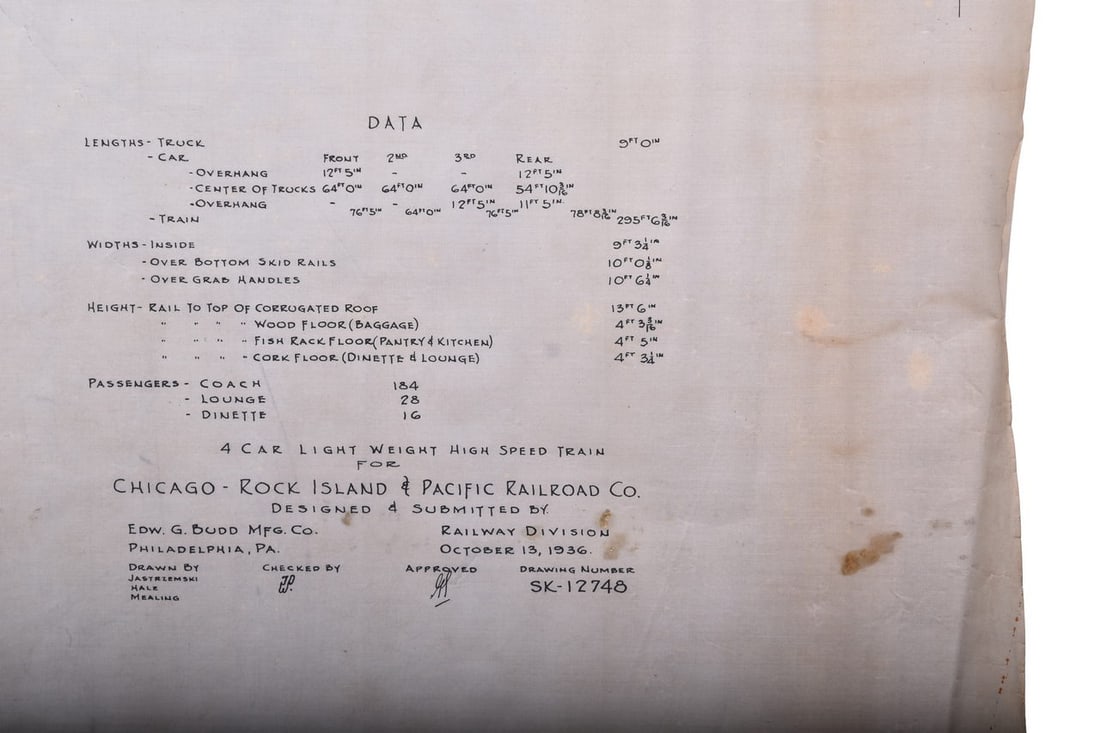 DATA
LENGTHS - TRUCK 9FT 0IN
- CAR FRONT 2ND 3RD REAR
- OVERHANG 12FT 5IN - - 12FT 5IN
- CENTER OF TRUCKS 64FT 0IN 64FT 0IN 64FT 0IN 54FT 10 3/16IN
- OVERHANG - - 12FT 5IN 11FT 5IN.
76FT 5IN 64FT 0IN 76FT 5IN 78FT 8 3/16IN
- TRAIN 295FT 6 3/16IN
WIDTHS - INSIDE 9FT 3 1/4IN
- OVER BOTTOM SKID RAILS 10FT 0 1/8IN
- OVER GRAB HANDLES 10FT 6 1/4IN
HEIGHT - RAIL TO TOP OF CORRUGATED ROOF 13FT 6IN
" " " " WOOD FLOOR (BAGGAGE) 4FT 3 3/16IN
" " " " FISH RACK FLOOR (PANTRY & KITCHEN) 4FT 5IN
" " " " CORK FLOOR (DINETTE & LOUNGE) 4FT 3 1/4IN
PASSENGERS - COACH 184
- LOUNGE 28
- DINETTE 16
4 CAR LIGHT WEIGHT HIGH SPEED TRAIN
FOR
CHICAGO - ROCK ISLAND & PACIFIC RAILROAD CO.
DESIGNED & SUBMITTED BY
EDW. G. BUDD MFG. CO. RAILWAY DIVISION
PHILADELPHIA, PA. OCTOBER 13, 1936.
DRAWN BY CHECKED BY APPROVED DRAWING NUMBER
JASTRZEMSKI
HALE SK-12748
MEALING